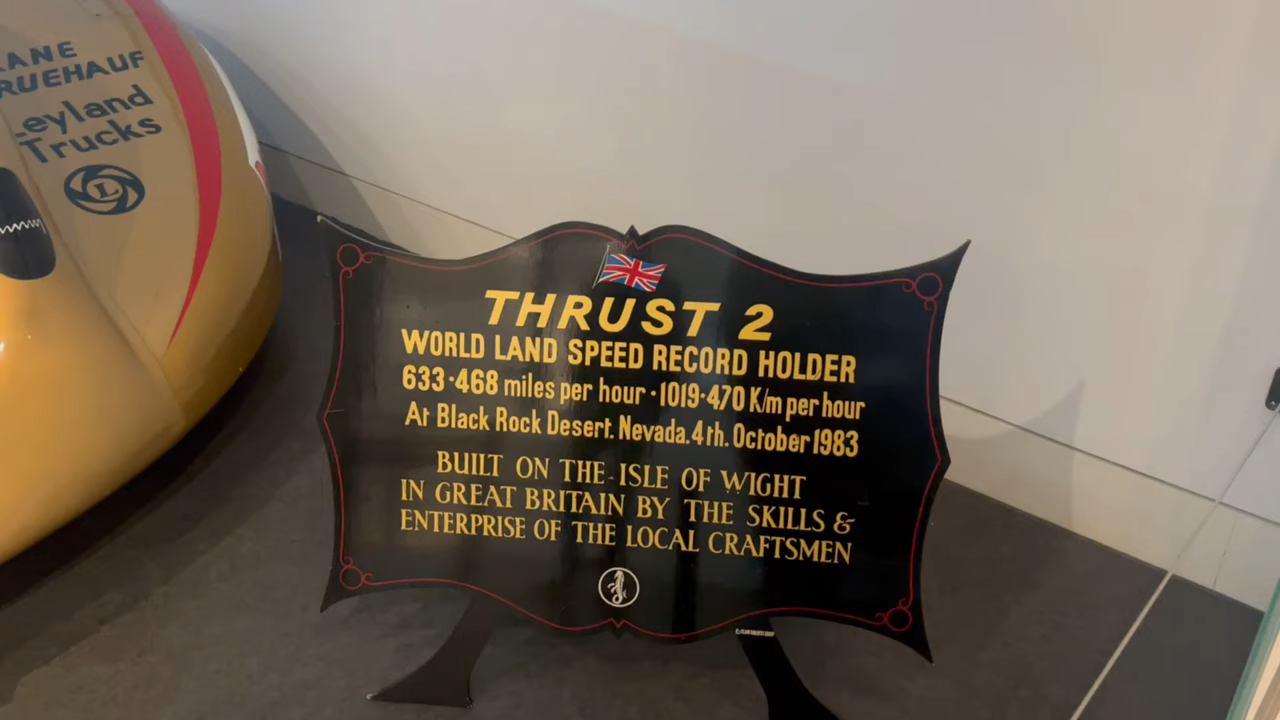 Leyland
Trucks
L
THRUST 2
WORLD LAND SPEED RECORD HOLDER
633·468 miles per hour · 1019·470 K/m per hour
At Black Rock Desert. Nevada. 4th. October 1983
BUILT ON THE ISLE OF WIGHT
IN GREAT BRITAIN BY THE SKILLS &
ENTERPRISE OF THE LOCAL CRAFTSMEN